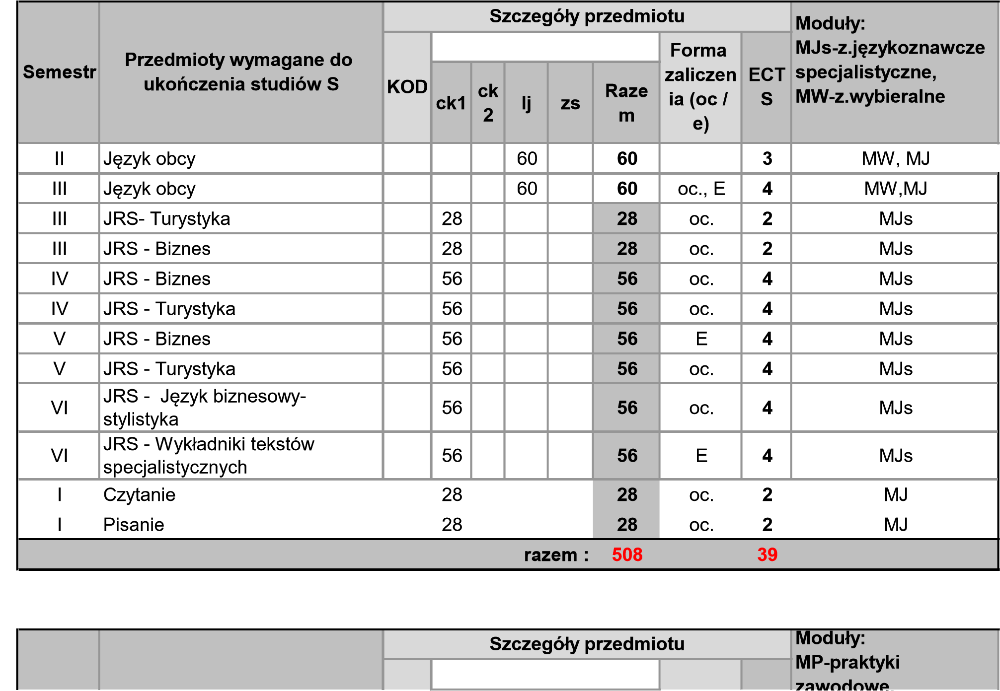 Semestr
Przedmioty wymagane do
ukończenia studiów S
Szczegóły przedmiotu
KOD
ck1
ck
2
lj
zs
Raze
m
Forma
zaliczen
ia (oc /
e)
ECT
S
Moduły:
MJs-z.językoznawcze
specjalistyczne,
MW-z.wybieralne
II Język obcy 60 60 3 MW, MJ
III Język obcy 60 60 oc., E 4 MW,MJ
III JRS- Turystyka 28 28 oc. 2 MJs
III JRS - Biznes 28 28 oc. 2 MJs
IV JRS - Biznes 56 56 oc. 4 MJs
IV JRS - Turystyka 56 56 oc. 4 MJs
V JRS - Biznes 56 56 E 4 MJs
V JRS - Turystyka 56 56 oc. 4 MJs
VI JRS - Język biznesowy-
stylistyka 56 56 oc. 4 MJs
VI JRS - Wykładniki tekstów
specjalistycznych 56 56 E 4 MJs
I Czytanie 28 28 oc. 2 MJ
I Pisanie 28 28 oc. 2 MJ
razem : 508 39
Szczegóły przedmiotu
Moduły:
MP-praktyki
zawodowe,